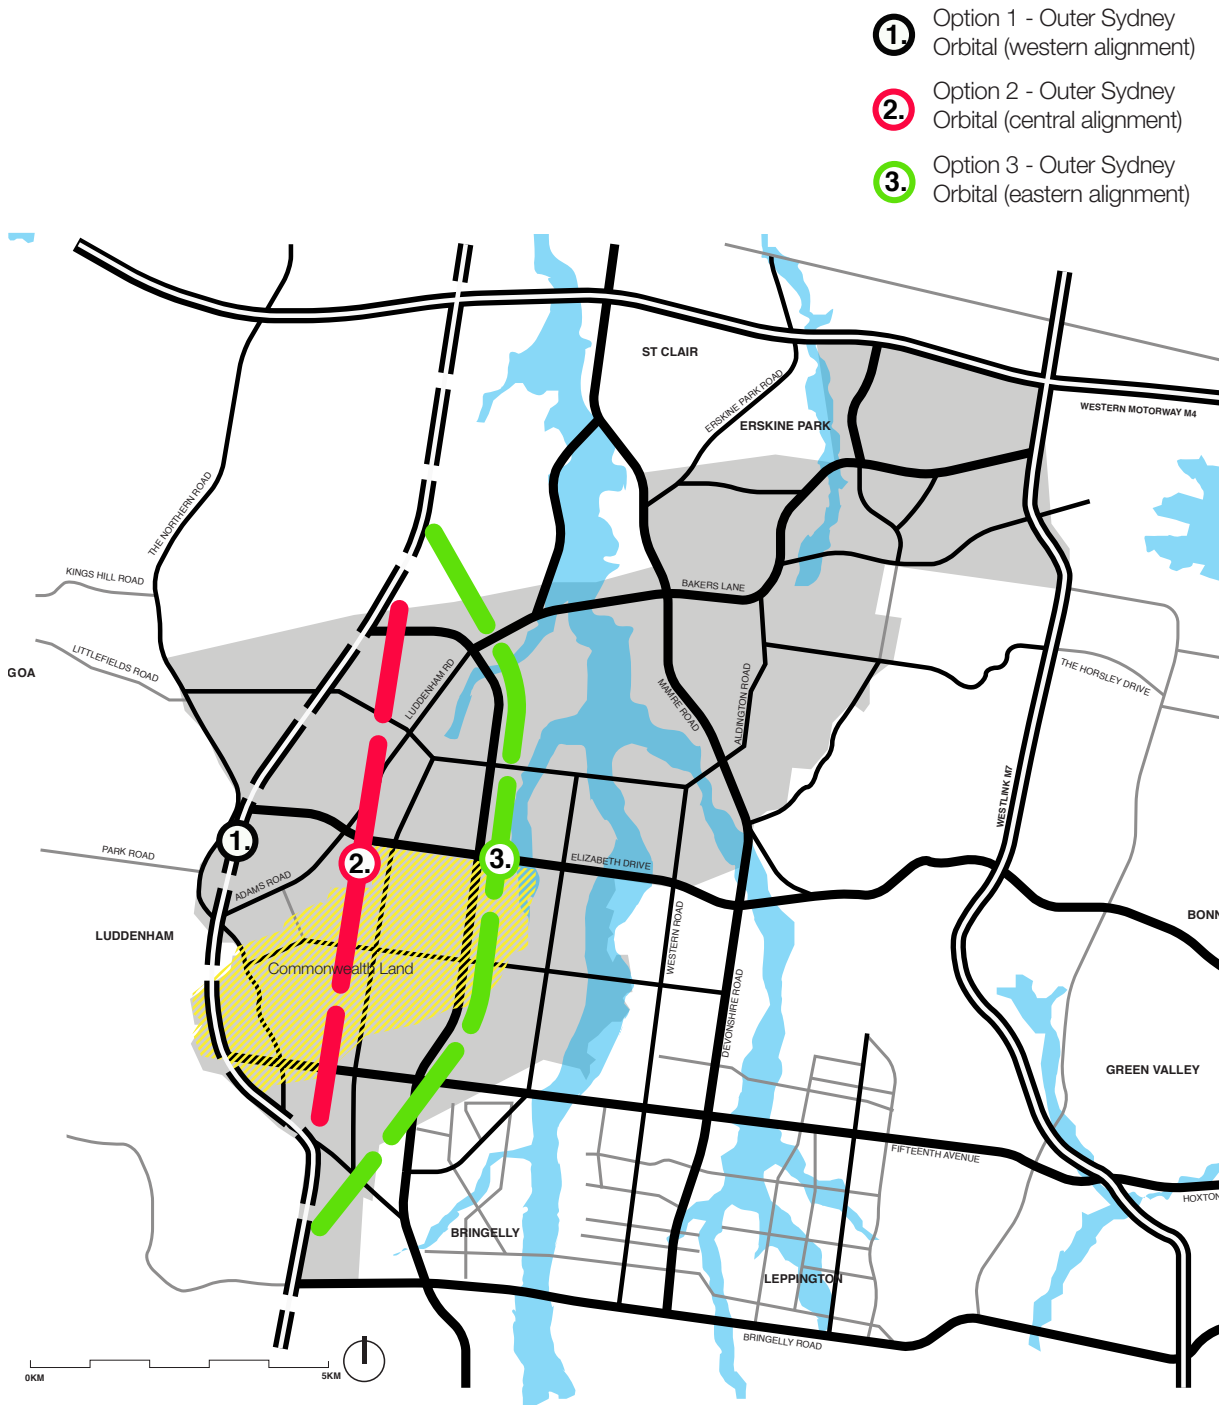 1.
Option 1 - Outer Sydney
Orbital (western alignment)
2.
Option 2 - Outer Sydney
Orbital (central alignment)
3.
Option 3 - Outer Sydney
Orbital (eastern alignment)
ST CLAIR
ERSKINE PARK ROAD
WESTERN MOTORWAY M4
ERSKINE PARK
THE NORTHERN ROAD
KINGS HILL ROAD
BAKERS LANE
LITTLEFIELDS ROAD
GOA
LUDDENHAM RD
MAMRE ROAD
ALDINGTON ROAD
THE HORSLEY DRIVE
WESTLINK M7
1.
PARK ROAD
2.
3.
ELIZABETH DRIVE
ADAMS ROAD
LUDDENHAM
WESTERN ROAD
BONN
Commonwealth Land
DEVONSHIRE ROAD
GREEN VALLEY
FIFTEENTH AVENUE
HOXTON
BRINGELLY
LEPPINGTON
BRINGELLY ROAD
0KM
5KM